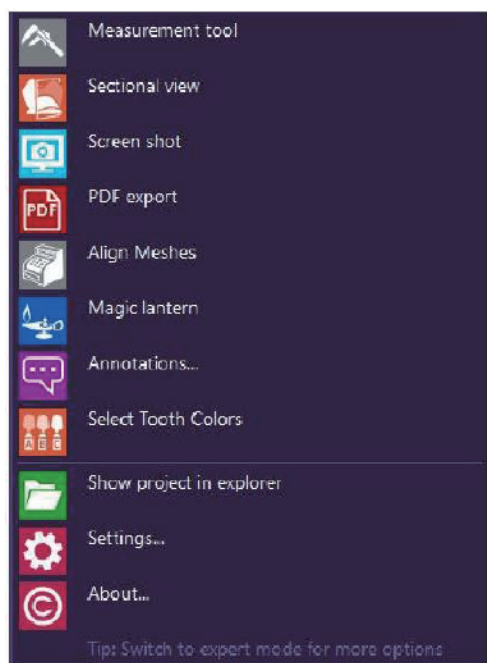 Measurement tool
Sectional view
Screen shot
PDF
PDF export
Align Meshes
Magic lantern
Annotations...
A B C
Select Tooth Colors
Show project in explorer
Settings...
©
About...
Tip: Switch to expert mode for more options